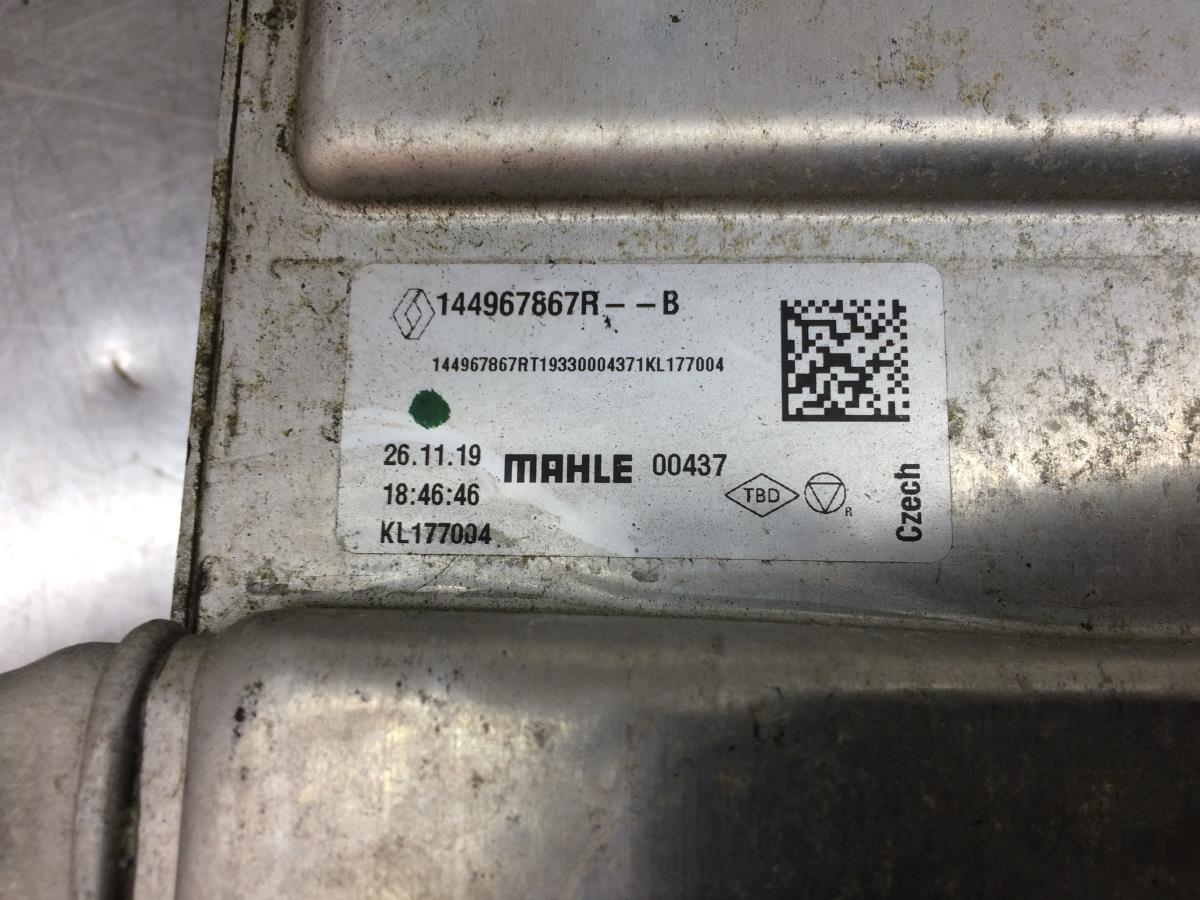 144967867R--B
144967867RT19330004371KL177004
26.11.19
18:46:46
KL177004
MAHLE 00437
TBD
R
Czech